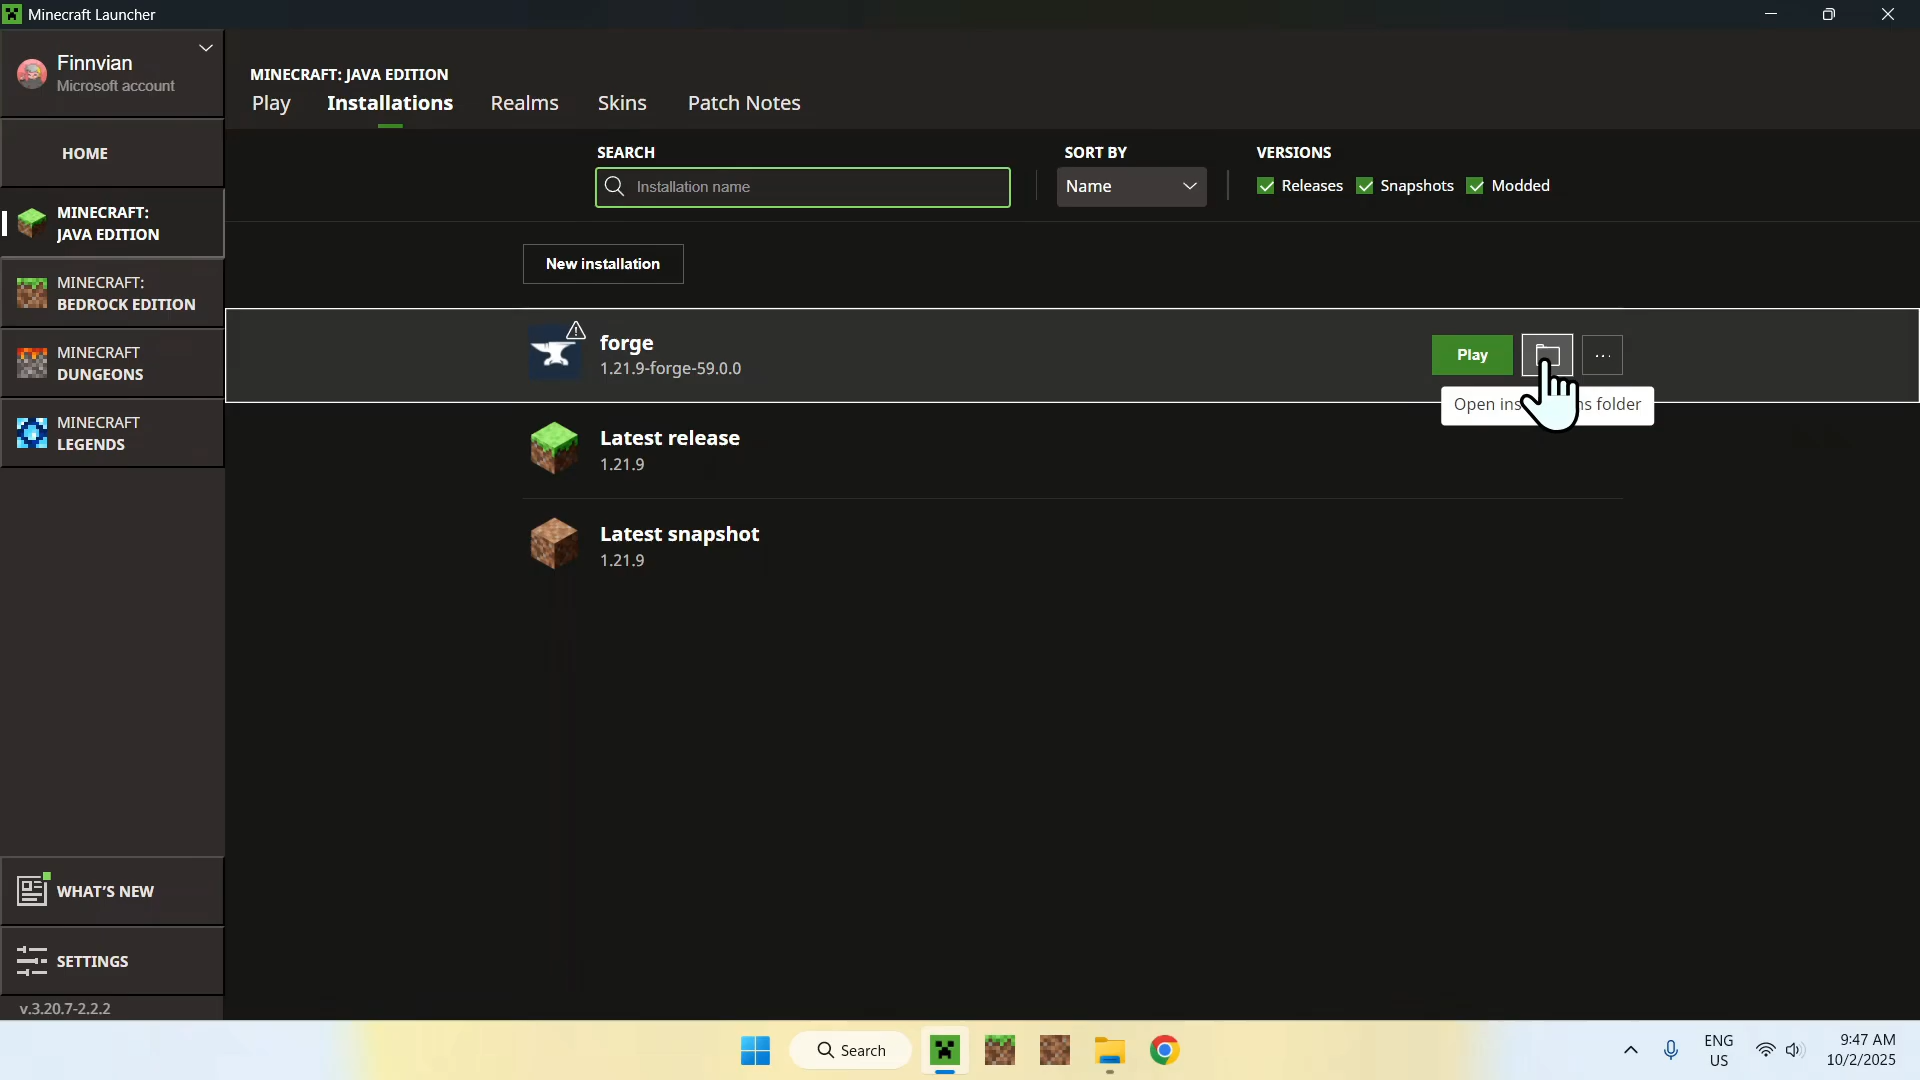 Minecraft Launcher
Finnvian
Microsoft account
HOME
MINECRAFT:
JAVA EDITION
MINECRAFT:
BEDROCK EDITION
MINECRAFT
DUNGEONS
MINECRAFT
LEGENDS
WHAT'S NEW
SETTINGS
v.3.20.7-2.2.2
MINECRAFT: JAVA EDITION
Play Installations Realms Skins Patch Notes
SEARCH
Installation name
SORT BY
Name
VERSIONS
Releases Snapshots Modded
New installation
forge
1.21.9-forge-59.0.0
Play
...
Open folder
Latest release
1.21.9
Latest snapshot
1.21.9
Search
ENG
US
9:47 AM
10/2/2025